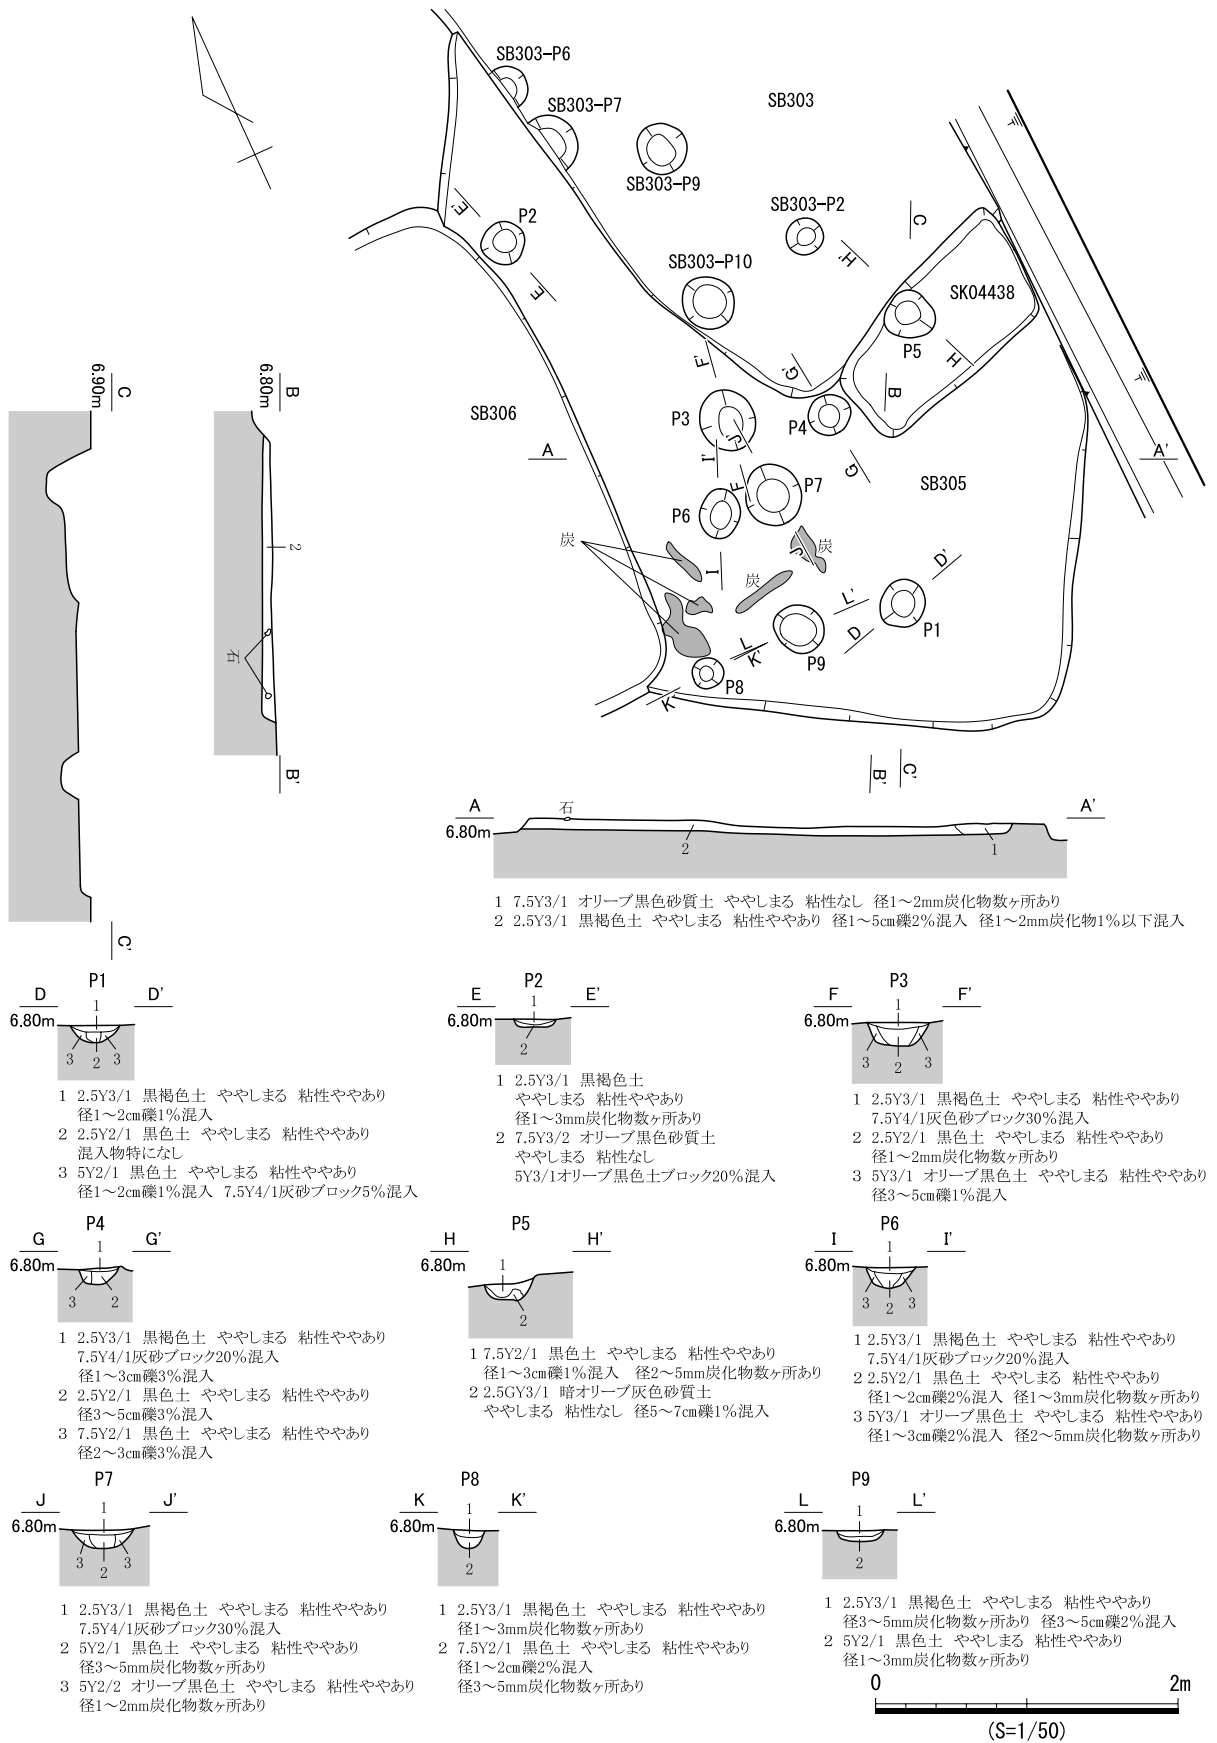 SB303-P6
SB303-P7
SB303
SB303-P9
SB303-P2
SB303-P10
SK04438
P2
E'
E
C
H'
P5
H
F'
G'
B
P3
P4
J'
I'
G
SB306
A
A'
SB305
F
P7
P6
炭
炭
J
I
炭
D'
L'
D
P1
L
K'
P9
P8
K
B'
C'
C
6.90m
C'
B
6.80m
2
石
B'
A
石
A'
6.80m
2
1
1 7.5Y3/1 オリーブ黒色砂質土 ややしまる 粘性なし 径1～2mm炭化物数ヶ所あり
2 2.5Y3/1 黒褐色土 ややしまる 粘性ややあり 径1～5cm礫2%混入 径1～2mm炭化物1%以下混入
P1
D
D'
6.80m
1
3 2 3
1 2.5Y3/1 黒褐色土 ややしまる 粘性ややあり
径1～2cm礫1%混入
2 2.5Y2/1 黒色土 ややしまる 粘性ややあり
混入物特になし
3 5Y2/1 黒色土 ややしまる 粘性ややあり
径1～2cm礫1%混入 7.5Y4/1灰砂ブロック5%混入
P2
E
E'
6.80m
1
2
1 2.5Y3/1 黒褐色土
ややしまる 粘性ややあり
径1～3mm炭化物数ヶ所あり
2 7.5Y3/2 オリーブ黒色砂質土
ややしまる 粘性なし
5Y3/1オリーブ黒色土ブロック20%混入
P3
F
F'
6.80m
1
3 2 3
1 2.5Y3/1 黒褐色土 ややしまる 粘性ややあり
7.5Y4/1灰色砂ブロック30%混入
2 2.5Y2/1 黒色土 ややしまる 粘性ややあり
径1～2mm炭化物数ヶ所あり
3 5Y3/1 オリーブ黒色土 ややしまる 粘性ややあり
径3～5cm礫1%混入
P4
G
G'
6.80m
1
3 2
1 2.5Y3/1 黒褐色土 ややしまる 粘性ややあり
7.5Y4/1灰砂ブロック20%混入
径1～3cm礫3%混入
2 2.5Y2/1 黒色土 ややしまる 粘性ややあり
径3～5cm礫3%混入
3 7.5Y2/1 黒色土 ややしまる 粘性ややあり
径2～3cm礫3%混入
P5
H
H'
6.80m
1
2
1 7.5Y2/1 黒色土 ややしまる 粘性ややあり
径1～3cm礫1%混入 径2～5mm炭化物数ヶ所あり
2 2.5GY3/1 暗オリーブ灰色砂質土
ややしまる 粘性なし 径5～7cm礫1%混入
P6
I
I'
6.80m
1
3 2 3
1 2.5Y3/1 黒褐色土 ややしまる 粘性ややあり
7.5Y4/1灰砂ブロック20%混入
2 2.5Y2/1 黒色土 ややしまる 粘性ややあり
径1～2cm礫2%混入 径1～3mm炭化物数ヶ所あり
3 5Y3/1 オリーブ黒色土 ややしまる 粘性ややあり
径1～3cm礫2%混入 径2～5mm炭化物数ヶ所あり
P7
J
J'
6.80m
1
3 2 3
1 2.5Y3/1 黒褐色土 ややしまる 粘性ややあり
7.5Y4/1灰砂ブロック30%混入
2 5Y2/1 黒色土 ややしまる 粘性ややあり
径3～5mm炭化物数ヶ所あり
3 5Y2/2 オリーブ黒色土 ややしまる 粘性ややあり
径1～2mm炭化物数ヶ所あり
P8
K
K'
6.80m
1
2
1 2.5Y3/1 黒褐色土 ややしまる 粘性ややあり
径1～3mm炭化物数ヶ所あり
2 7.5Y2/1 黒色土 ややしまる 粘性ややあり
径1～2cm礫2%混入
径3～5mm炭化物数ヶ所あり
P9
L
L'
6.80m
1
2
1 2.5Y3/1 黒褐色土 ややしまる 粘性ややあり
径3～5mm炭化物数ヶ所あり 径3～5cm礫2%混入
2 5Y2/1 黒色土 ややしまる 粘性ややあり
径1～3mm炭化物数ヶ所あり
0 2m
(S=1/50)